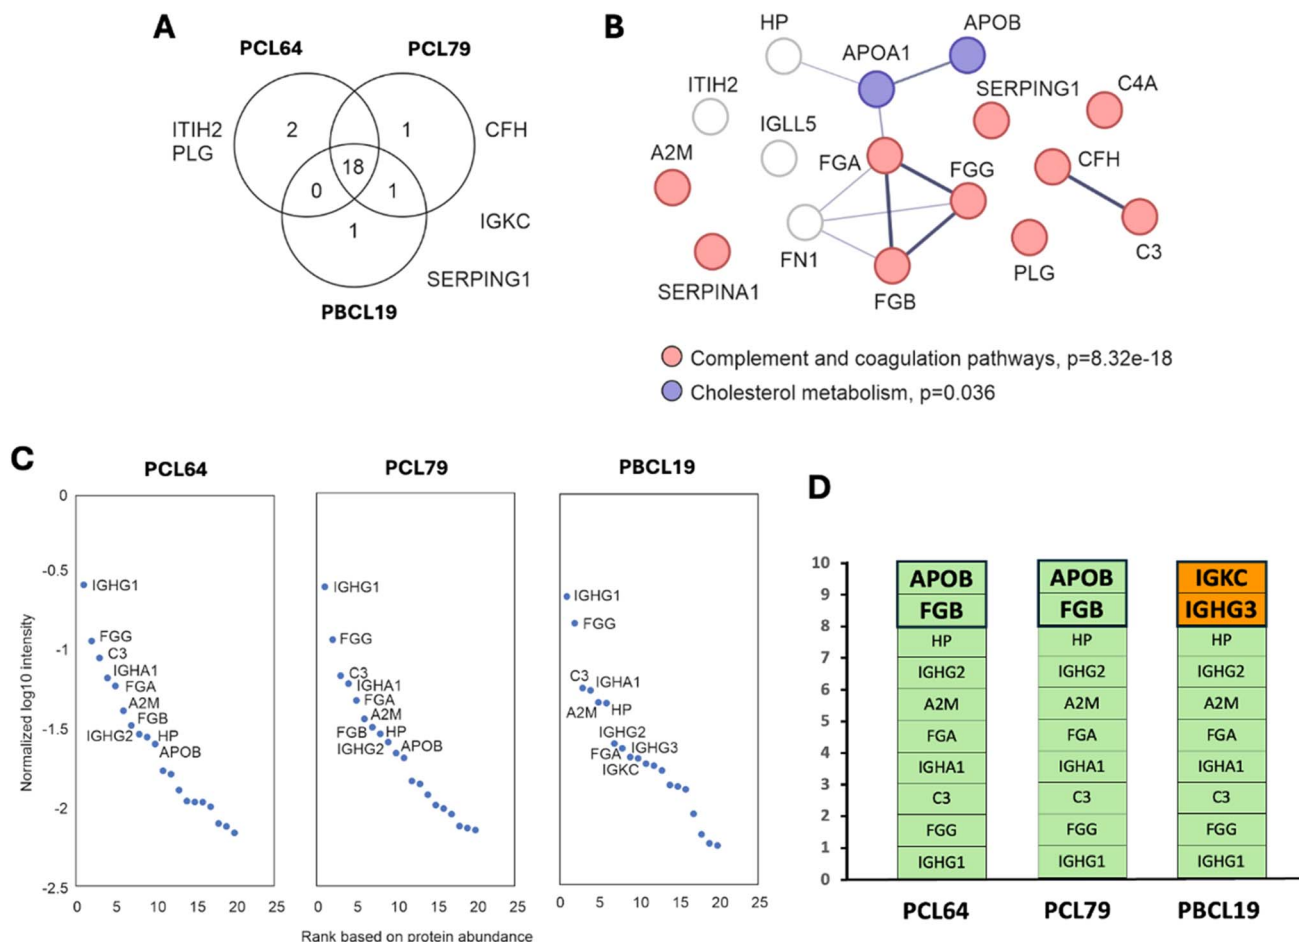 A
PCL64
PCL79
ITIH2
PLG
2
1
CFH
18
0
1
1
IGKC
SERPING1
PBCL19
B
HP
APOB
APOA1
ITIH2
SERPING1
C4A
IGLL5
A2M
FGA
FGG
CFH
FN1
PLG
C3
SERPINA1
FGB
Complement and coagulation pathways, p=8.32e-18
Cholesterol metabolism, p=0.036
C
PCL64
PCL79
PBCL19
Normalized log10 intensity
0
-0.5
-1
-1.5
-2
-2.5
IGHG1
FGG
C3
IGHA1
FGA
A2M
FGB
IGHG2
HP
APOB
0 5 10 15 20 25
IGHG1
FGG
C3
IGHA1
FGA
A2M
FGB
HP
IGHG2
APOB
0 5 10 15 20 25
IGHG1
FGG
C3
IGHA1
A2M
HP
IGHG2
FGA
IGHG3
IGKC
0 5 10 15 20 25
Rank based on protein abundance
D
10
9
8
7
6
5
4
3
2
1
0
APOB
FGB
HP
IGHG2
A2M
FGA
IGHA1
C3
FGG
IGHG1
PCL64
APOB
FGB
HP
IGHG2
A2M
FGA
IGHA1
C3
FGG
IGHG1
PCL79
IGKC
IGHG3
HP
IGHG2
A2M
FGA
IGHA1
C3
FGG
IGHG1
PBCL19